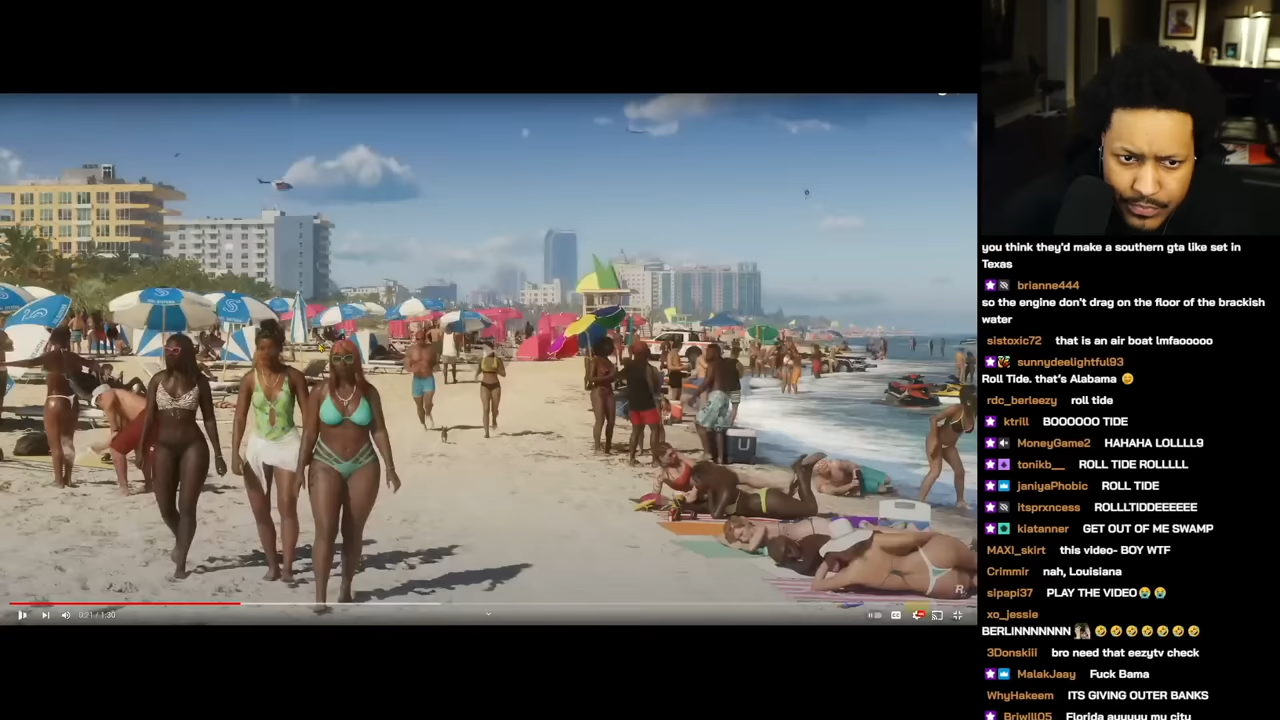 you think they'd make a southern gta like set in
Texas
brianne444
so the engine don't drag on the floor of the brackish
water
sistoxic72 that is an air boat lmfaoooo
sunnydeelightful93
Roll Tide. that's Alabama 😊
rdc_berleezy roll tide
ktrill BOOOOOO TIDE
MoneyGame2 HAHAHA LOLLLL9
tonikb__ ROLL TIDE ROLLLLL
janiyaPhobic ROLL TIDE
itsprxncess ROLLLTIDDEEEEEE
kiatanner GET OUT OF ME SWAMP
MAXI_skirt this video- BOY WTF
Crimmir nah, Louisiana
sipapi37 PLAY THE VIDEO😭😭
xo_jessie
BERLINNNNNNN 🤣🤣🤣🤣🤣🤣🤣
3Donskiii bro need that eezytv check
MalakJaay Fuck Bama
WhyHakeem ITS GIVING OUTER BANKS
Briwill05 Florida ayyyyy my city
0:21 / 1:30